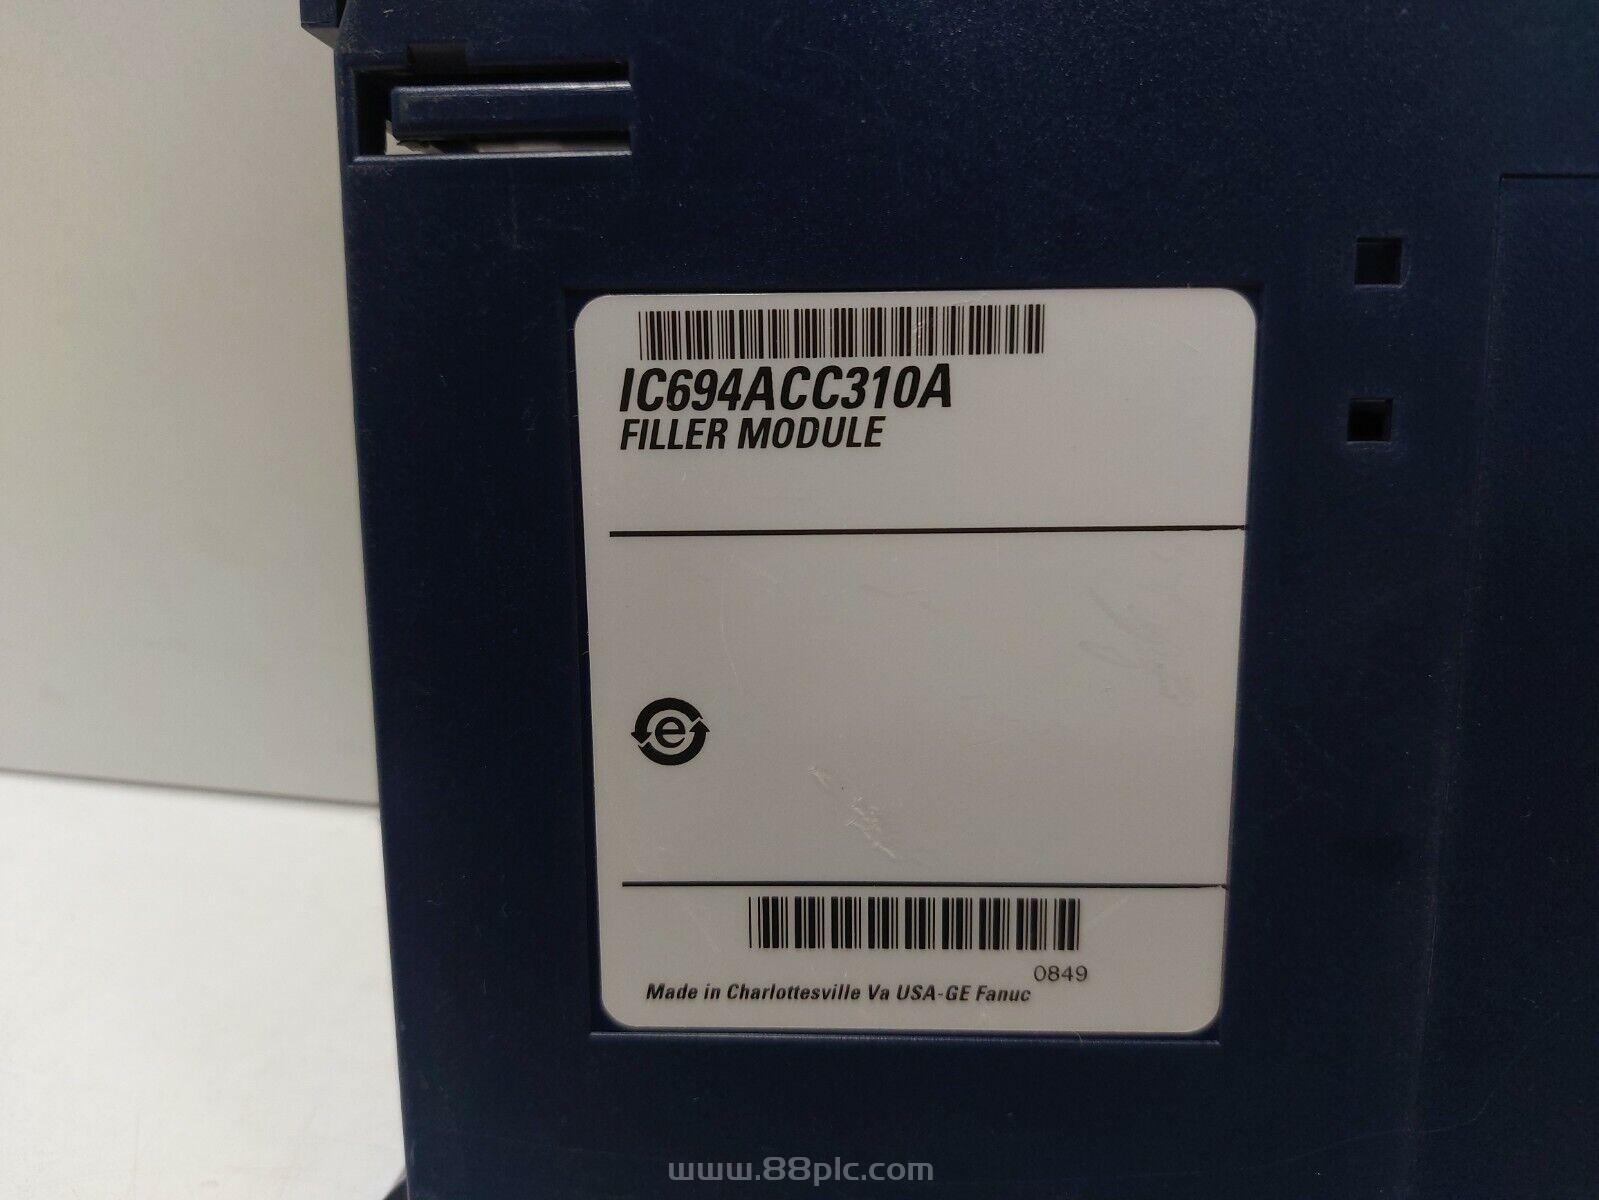 IC694ACC310A
FILLER MODULE
e
0849
Made in Charlottesville Va USA-GE Fanuc
www.88plc.com